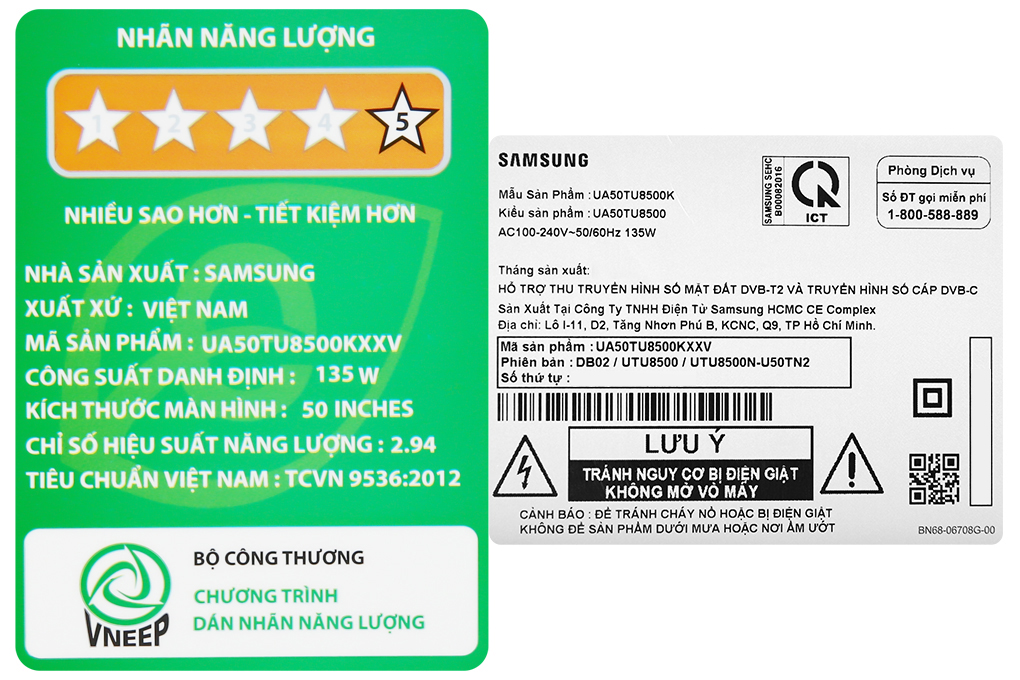 NHÃN NĂNG LƯỢNG
1 2 3 4 5
NHIỀU SAO HƠN - TIẾT KIỆM HƠN
NHÀ SẢN XUẤT : SAMSUNG
XUẤT XỨ : VIỆT NAM
MÃ SẢN PHẨM : UA50TU8500KXXV
CÔNG SUẤT DANH ĐỊNH : 135 W
KÍCH THƯỚC MÀN HÌNH : 50 INCHES
CHỈ SỐ HIỆU SUẤT NĂNG LƯỢNG : 2.94
TIÊU CHUẨN VIỆT NAM : TCVN 9536:2012
VNEEP
BỘ CÔNG THƯƠNG
CHƯƠNG TRÌNH
DÁN NHÃN NĂNG LƯỢNG
SAMSUNG
Mẫu Sản Phẩm : UA50TU8500K
Kiểu sản phẩm : UA50TU8500
AC100-240V~50/60Hz 135W
SAMSUNG SEHC
B00082016
ICT
Phòng Dịch vụ
Số ĐT gọi miễn phí
1-800-588-889
Tháng sản xuất:
HỖ TRỢ THU TRUYỀN HÌNH SỐ MẶT ĐẤT DVB-T2 VÀ TRUYỀN HÌNH SỐ CÁP DVB-C
Sản Xuất Tại Công Ty TNHH Điện Tử Samsung HCMC CE Complex
Địa chỉ: Lô I-11, D2, Tăng Nhơn Phú B, KCNC, Q9, TP Hồ Chí Minh.
Mã sản phẩm : UA50TU8500KXXV
Phiên bản : DB02 / UTU8500 / UTU8500N-U50TN2
Số thứ tự :
LƯU Ý
TRÁNH NGUY CƠ BỊ ĐIỆN GIẬT
KHÔNG MỞ VỎ MÁY
CẢNH BÁO : ĐỂ TRÁNH CHÁY NỔ HOẶC BỊ ĐIỆN GIẬT
KHÔNG ĐỂ SẢN PHẨM DƯỚI MƯA HOẶC NƠI ẨM ƯỚT
BN68-06708G-00